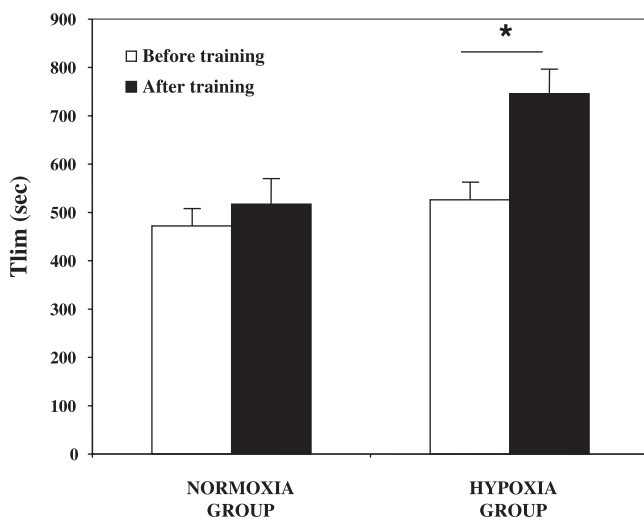 900
800
700
600
500
400
300
200
100
0
Tlim (sec)
Before training
After training
*
NORMOXIA
GROUP
HYPOXIA
GROUP